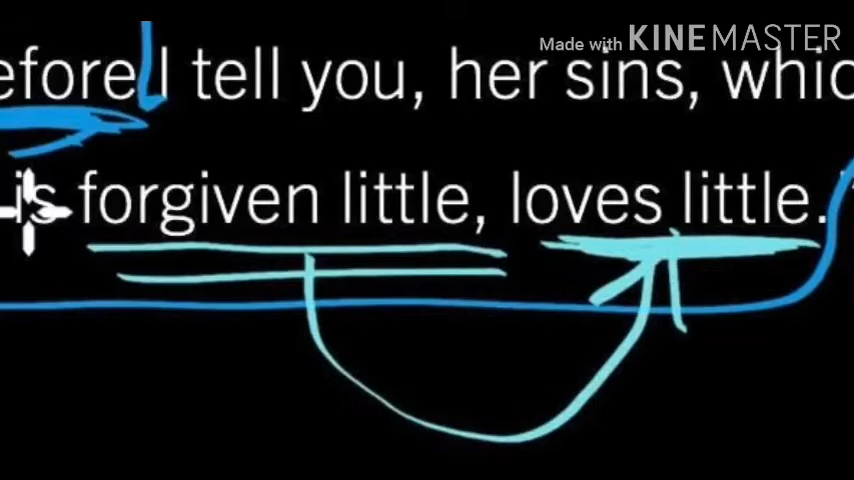 Made with KINEMASTER
efore I tell you, her sins, whic
is forgiven little, loves little."